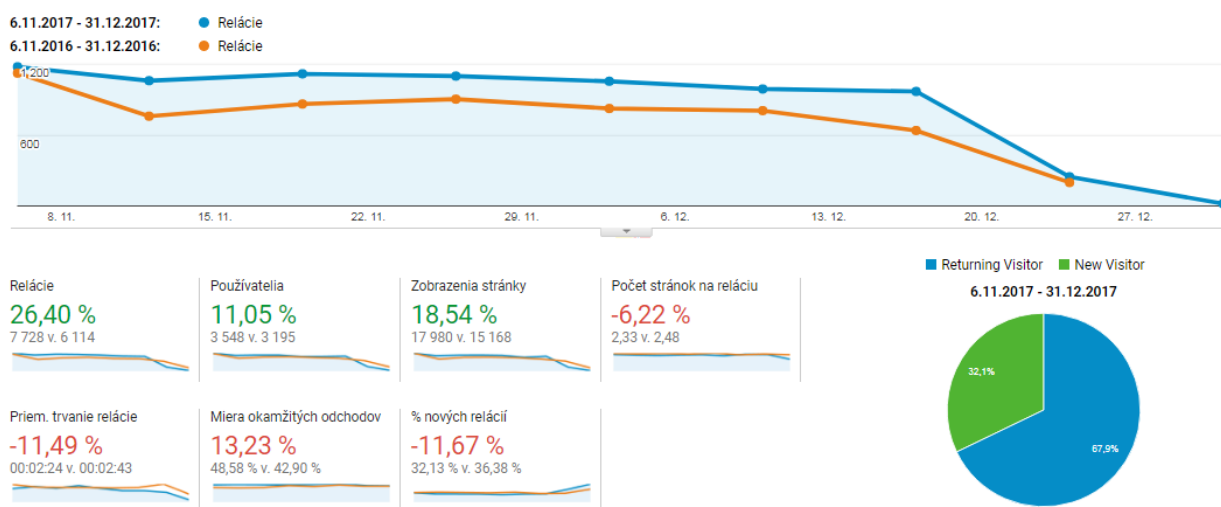 6.11.2017 - 31.12.2017: Relácie
6.11.2016 - 31.12.2016: Relácie
1,200
600
8. 11. 15. 11. 22. 11. 29. 11. 6. 12. 13. 12. 20. 12. 27. 12.
Returning Visitor New Visitor
6.11.2017 - 31.12.2017
32,1%
67,9%
Relácie
26,40 %
7 728 v. 6 114
Používatelia
11,05 %
3 548 v. 3 195
Zobrazenia stránky
18,54 %
17 980 v. 15 168
Počet stránok na reláciu
-6,22 %
2,33 v. 2,48
Priem. trvanie relácie
-11,49 %
00:02:24 v. 00:02:43
Miera okamžitých odchodov
13,23 %
48,58 % v. 42,90 %
% nových relácií
-11,67 %
32,13 % v. 36,38 %